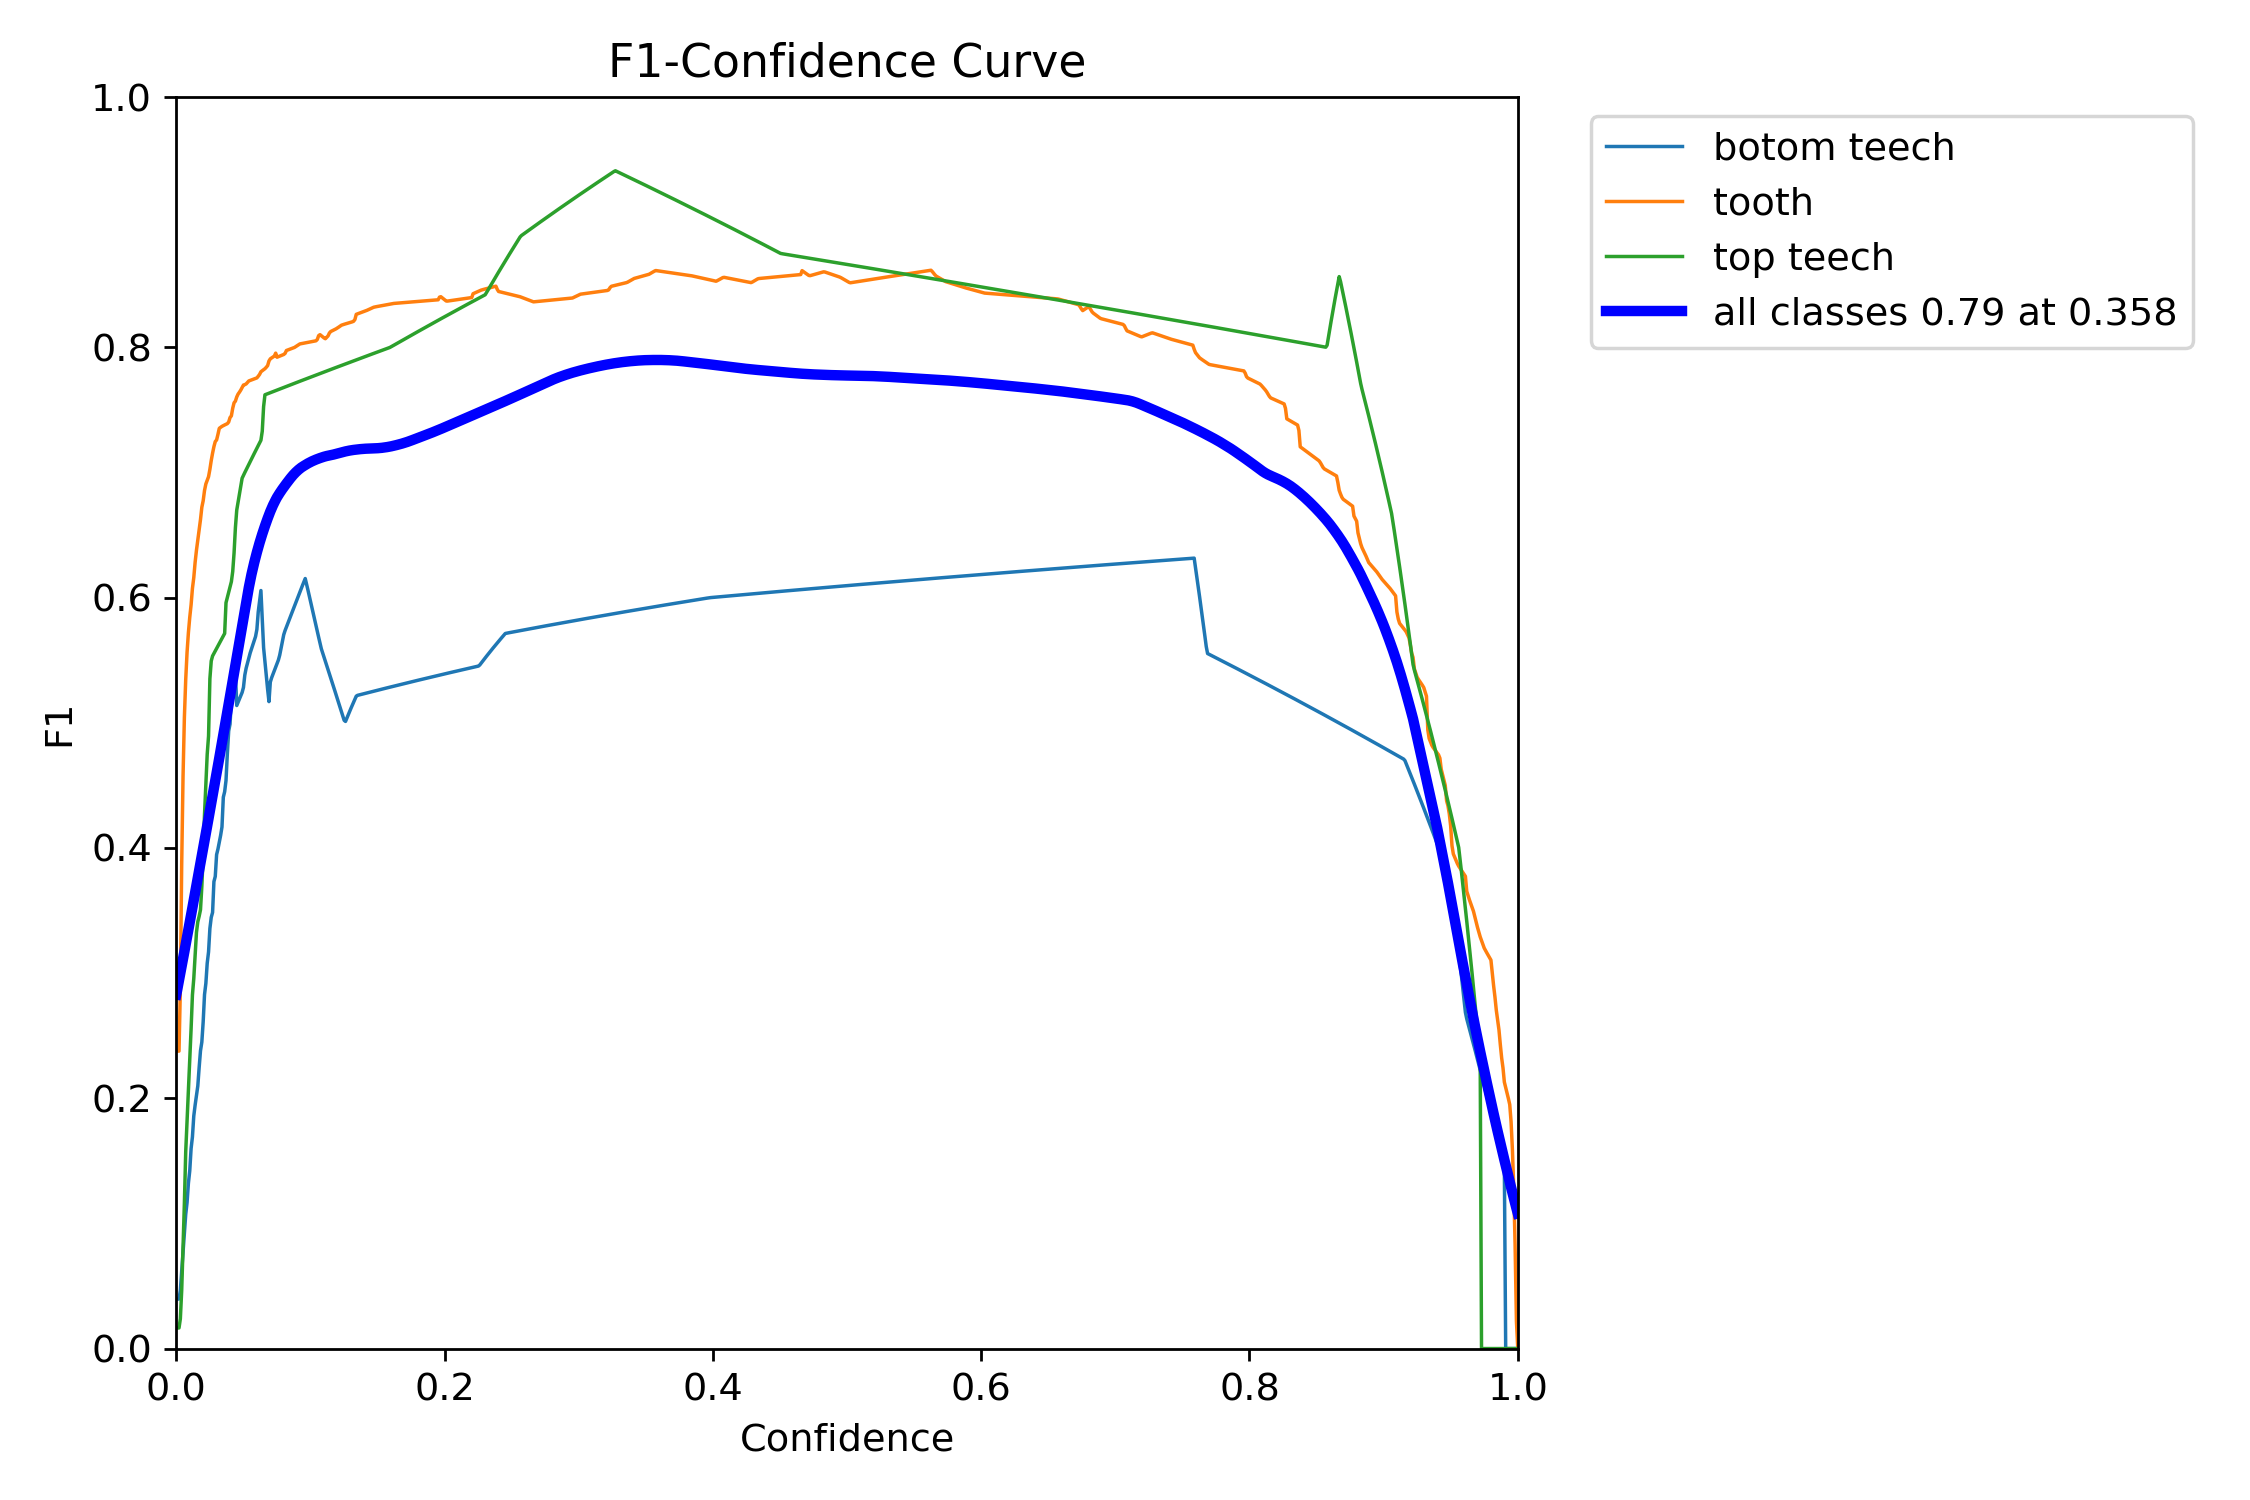 F1-Confidence Curve
1.0
0.8
0.6
0.4
0.2
0.0
F1
0.0 0.2 0.4 0.6 0.8 1.0
Confidence
botom teech
tooth
top teech
all classes 0.79 at 0.358